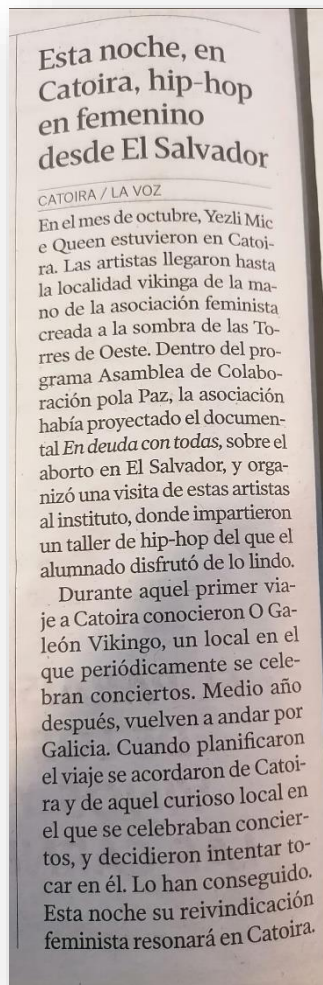 Esta noche, en
Catoira, hip-hop
en femenino
desde El Salvador
CATOIRA / LA VOZ
En el mes de octubre, Yezli Mic
e Queen estuvieron en Catoi-
ra. Las artistas llegaron hasta
la localidad vikinga de la ma-
no de la asociación feminista
creada a la sombra de las To-
rres de Oeste. Dentro del pro-
grama Asamblea de Colabo-
ración pola Paz, la asociación
había proyectado el documen-
tal En deuda con todas, sobre el
aborto en El Salvador, y orga-
nizó una visita de estas artistas
al instituto, donde impartieron
un taller de hip-hop del que el
alumnado disfrutó de lo lindo.
Durante aquel primer via-
je a Catoira conocieron O Ga-
león Vikingo, un local en el
que periódicamente se cele-
bran conciertos. Medio año
después, vuelven a andar por
Galicia. Cuando planificaron
el viaje se acordaron de Catoi-
ra y de aquel curioso local en
el que se celebraban concier-
tos, y decidieron intentar to-
car en él. Lo han conseguido.
Esta noche su reivindicación
feminista resonará en Catoira.